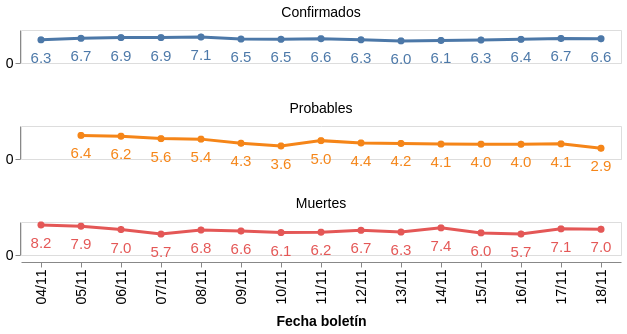 Confirmados
0
6.3 6.7 6.9 6.9 7.1 6.5 6.5 6.6 6.3 6.0 6.1 6.3 6.4 6.7 6.6
Probables
0
6.4 6.2 5.6 5.4 4.3 3.6 5.0 4.4 4.2 4.1 4.0 4.0 4.1 2.9
Muertes
0
8.2 7.9 7.0 5.7 6.8 6.6 6.1 6.2 6.7 6.3 7.4 6.0 5.7 7.1 7.0
04/11 05/11 06/11 07/11 08/11 09/11 10/11 11/11 12/11 13/11 14/11 15/11 16/11 17/11 18/11
Fecha boletín